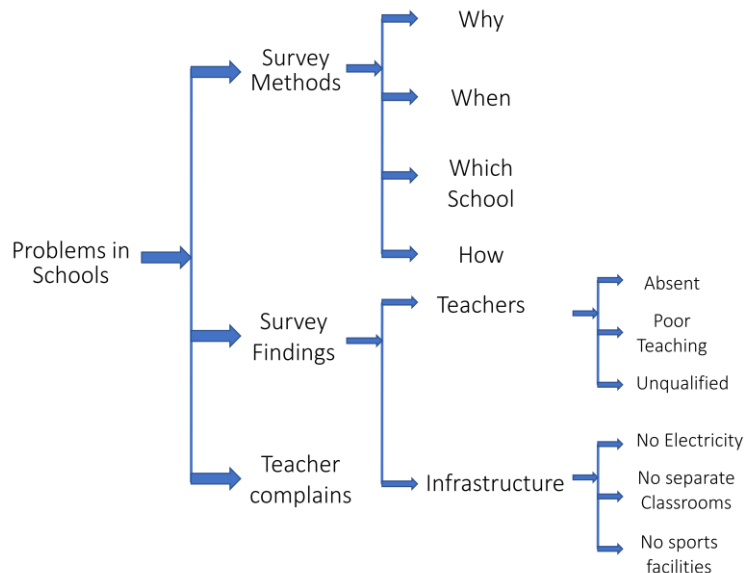 Problems in
Schools
Survey
Methods
Why
When
Which
School
How
Survey
Findings
Teachers
Absent
Poor
Teaching
Unqualified
Infrastructure
No Electricity
No separate
Classrooms
No sports
facilities
Teacher
complains